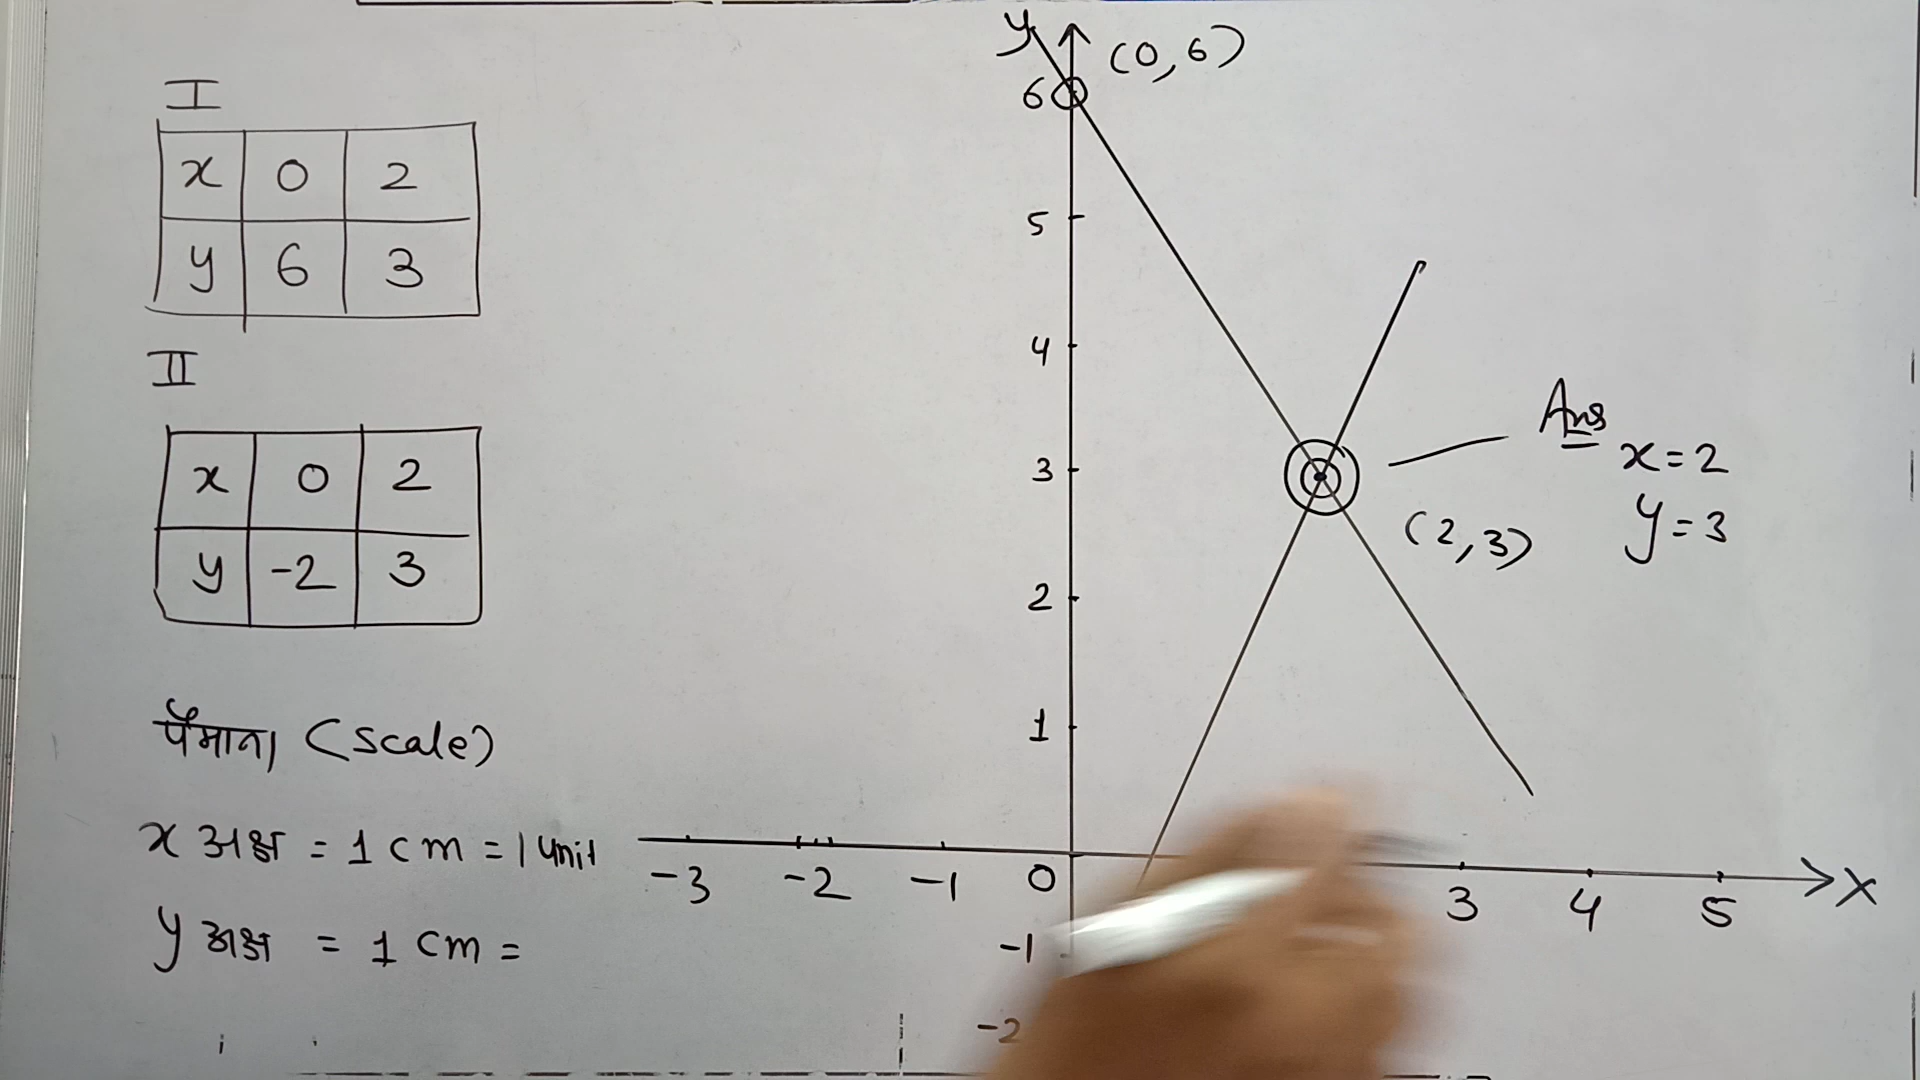 I
x 0 2
y 6 3
II
x 0 2
y -2 3
पैमाना (scale)
x अक्ष = 1 cm = 1 unit
y अक्ष = 1 cm =
y
(0,6)
6
5
4
3
2
1
Ans
x=2
y=3
(2,3)
-3 -2 -1 0 3 4 5 x
-1
-2